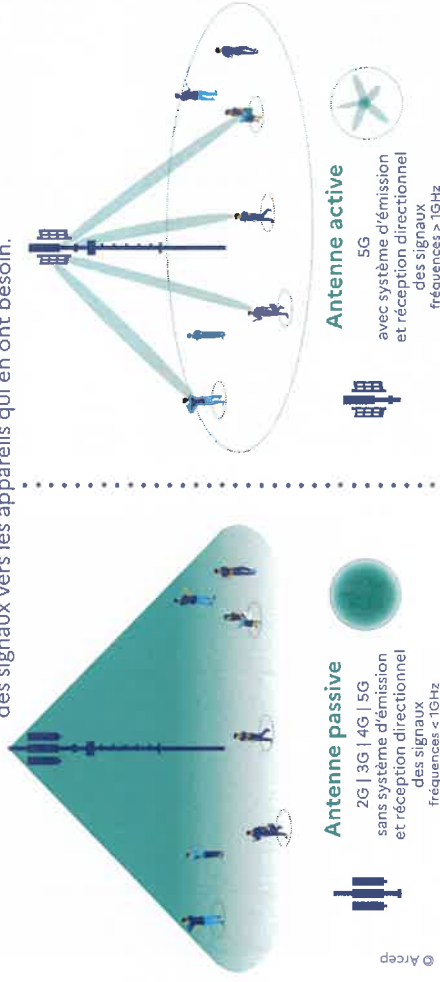 des signaux vers les appareils qui en ont besoin.
Antenne passive
2G | 3G | 4G | 5G
sans système d'émission
et réception directionnel
des signaux
fréquences < 1GHz
Antenne active
5G
avec système d'émission
et réception directionnel
des signaux
fréquences > 1GHz
© Arcep